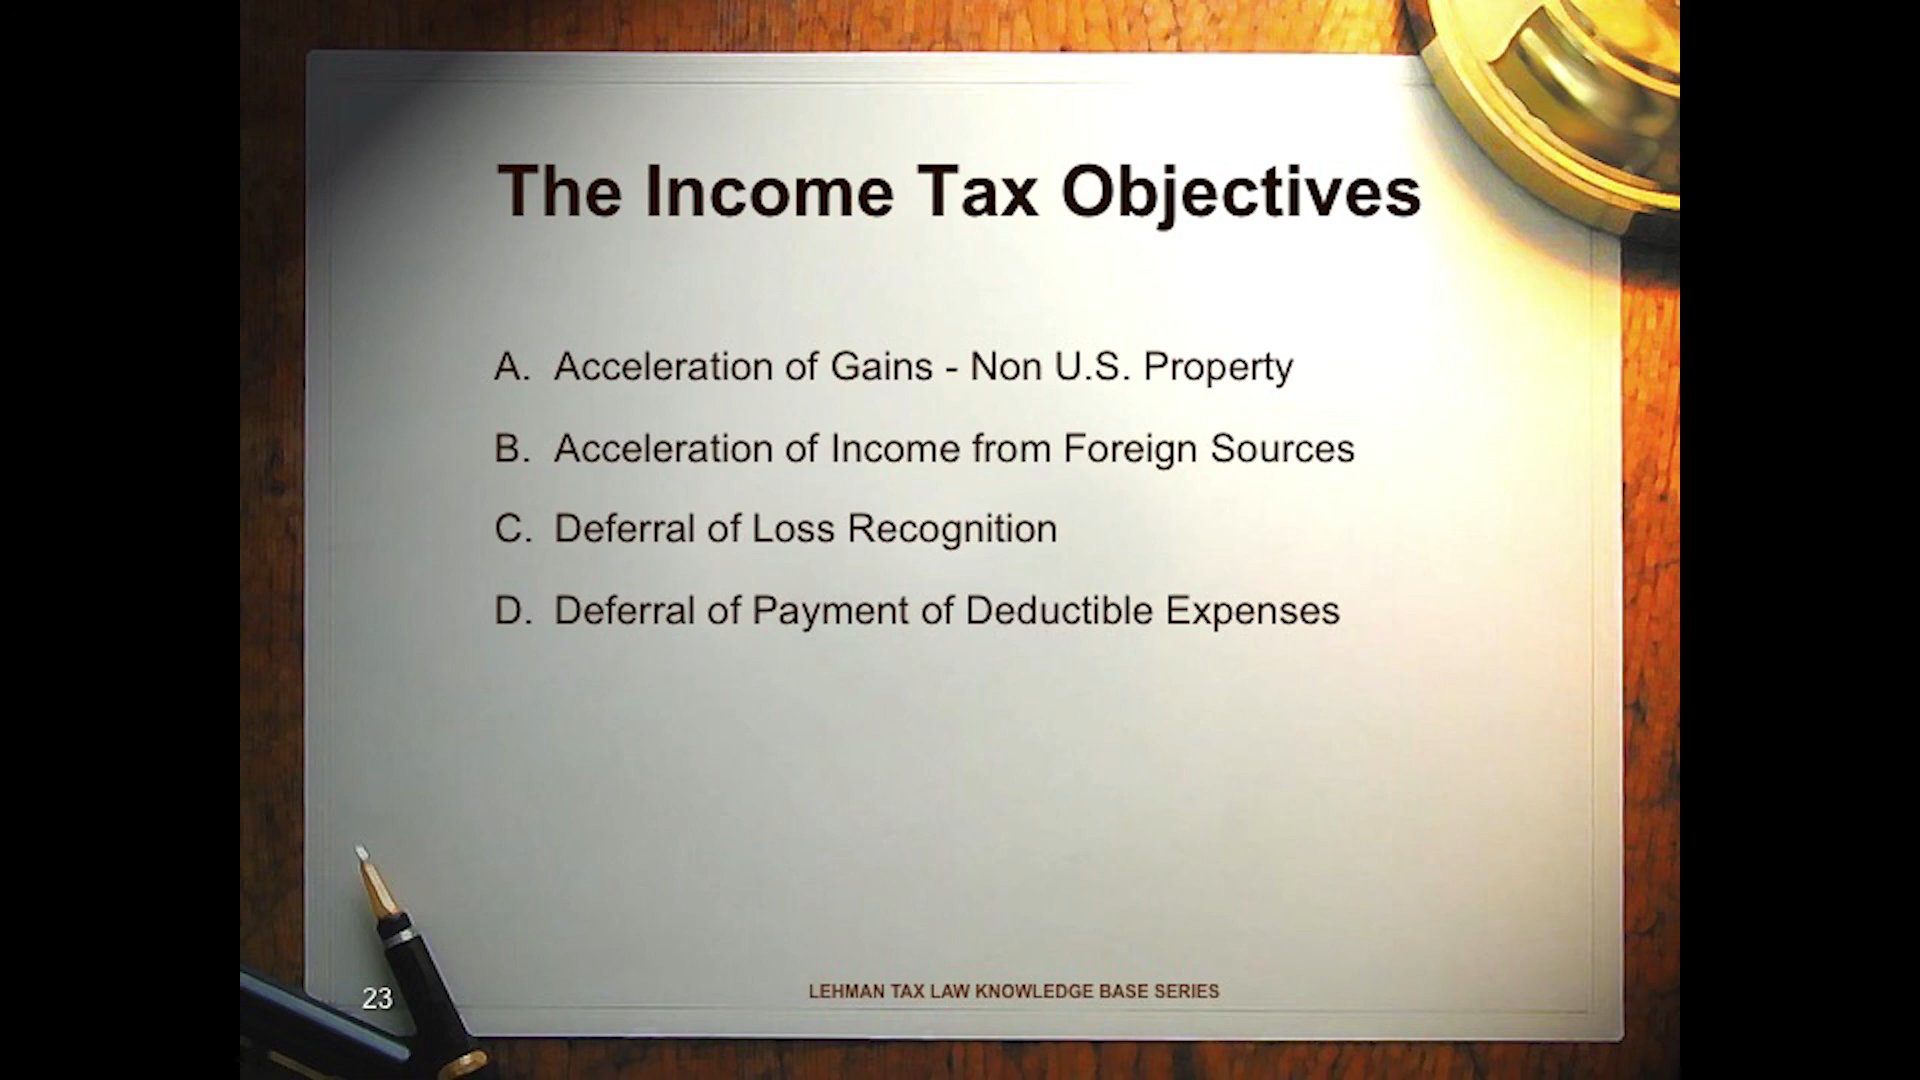 The Income Tax Objectives
A. Acceleration of Gains - Non U.S. Property
B. Acceleration of Income from Foreign Sources
C. Deferral of Loss Recognition
D. Deferral of Payment of Deductible Expenses
23
LEHMAN TAX LAW KNOWLEDGE BASE SERIES